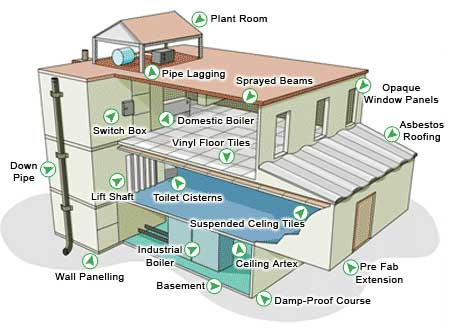 Plant Room
Pipe Lagging
Sprayed Beams
Opaque
Window Panels
Switch Box
Domestic Boiler
Asbestos
Roofing
Vinyl Floor Tiles
Down
Pipe
Lift Shaft
Toilet Cisterns
Suspended Celing Tiles
Industrial
Boiler
Ceiling Artex
Wall Panelling
Basement
Pre Fab
Extension
Damp-Proof Course